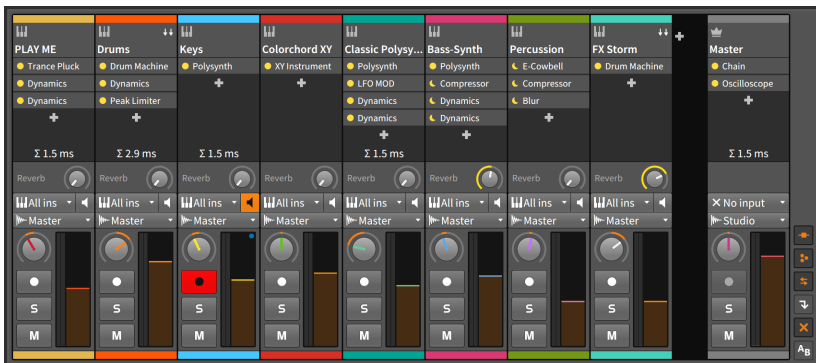 PLAY ME
Drums
Keys
Colorchord XY
Classic Polysy...
Bass-Synth
Percussion
FX Storm
Master
Trance Pluck
Drum Machine
Polysynth
XY Instrument
Polysynth
Polysynth
E-Cowbell
Drum Machine
Chain
Dynamics
Dynamics
LFO MOD
Compressor
Compressor
Oscilloscope
Dynamics
Peak Limiter
Dynamics
Dynamics
Blur
Dynamics
Dynamics
Σ 1.5 ms
Σ 2.9 ms
Σ 1.5 ms
Σ 1.5 ms
Σ 1.5 ms
Reverb
Reverb
Reverb
Reverb
Reverb
Reverb
Reverb
Reverb
All ins
All ins
All ins
All ins
All ins
All ins
All ins
All ins
No input
Master
Master
Master
Master
Master
Master
Master
Master
Studio
S
S
S
S
S
S
S
S
S
M
M
M
M
M
M
M
M
M
AB